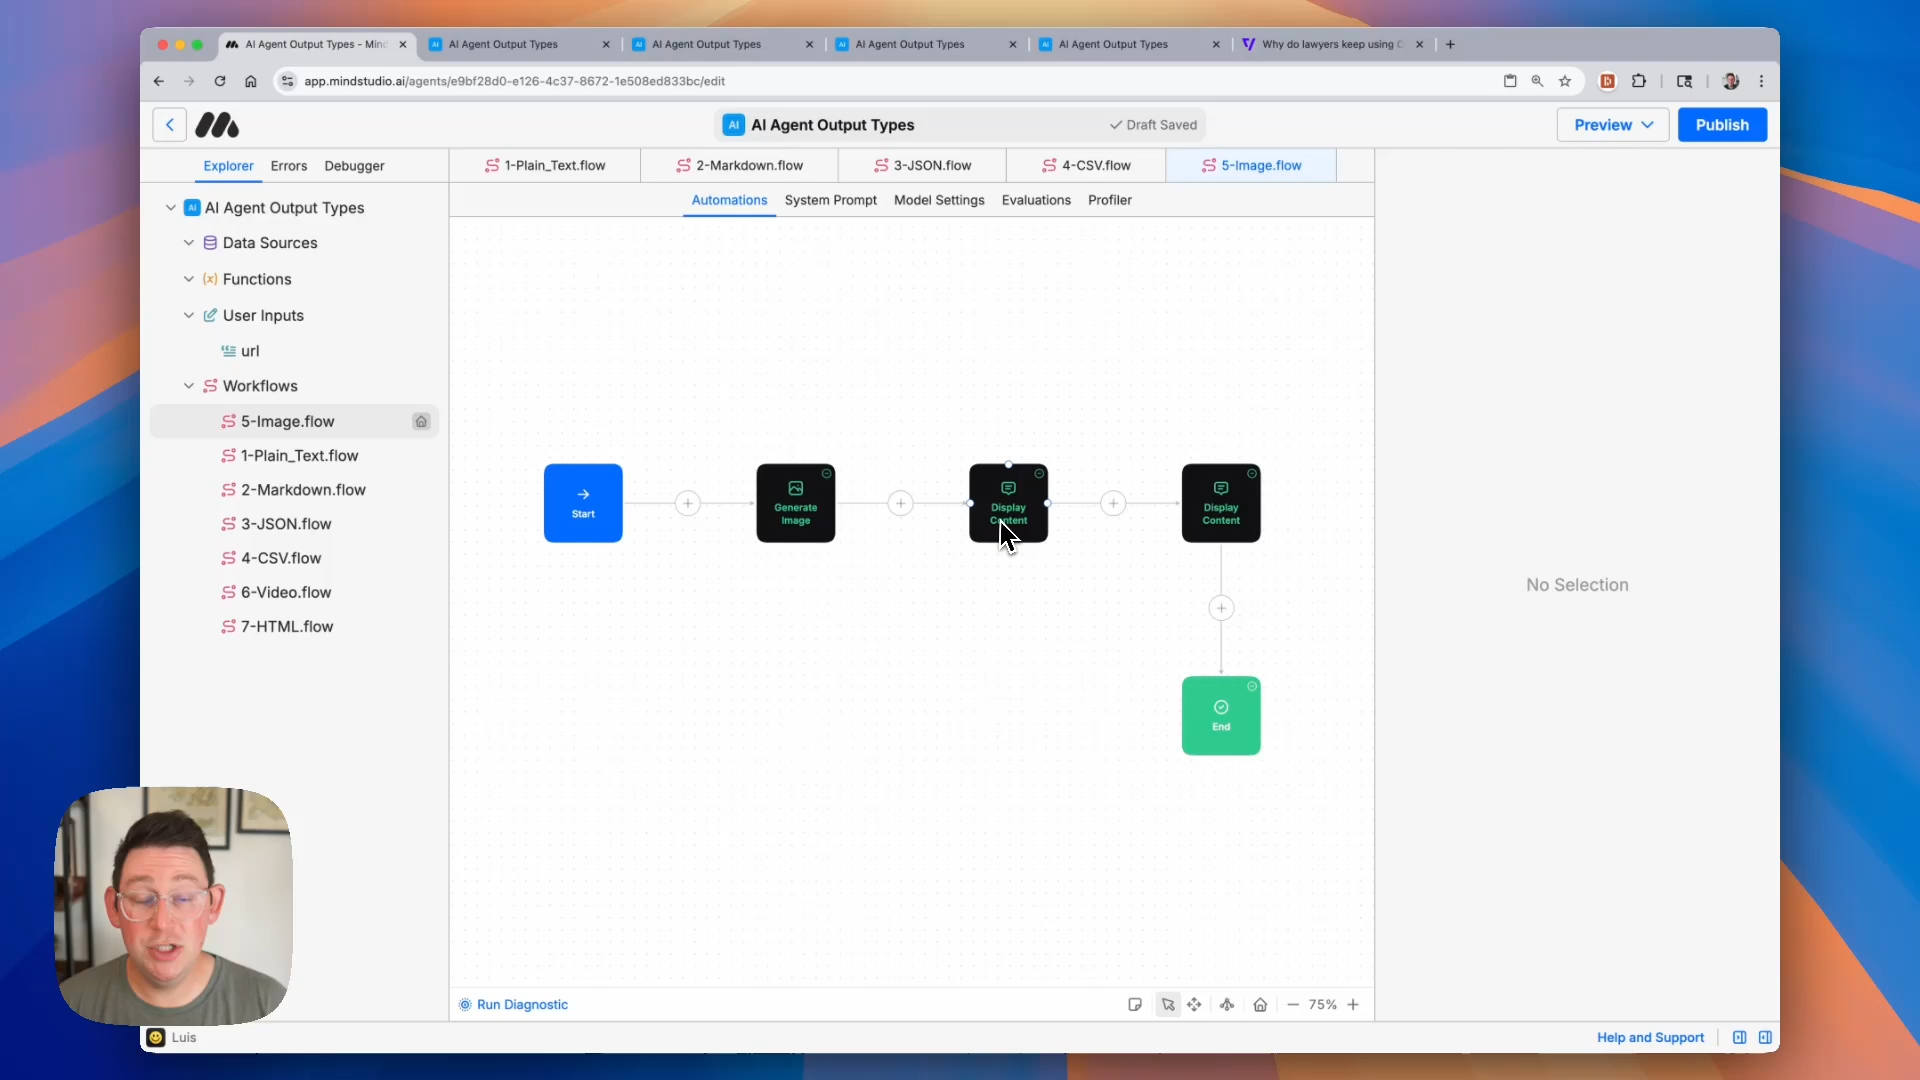 AI Agent Output Types - Mind
AI Agent Output Types
AI Agent Output Types
AI Agent Output Types
AI Agent Output Types
Why do lawyers keep using C
app.mindstudio.ai/agents/e9bf28d0-e126-4c37-8672-1e508ed833bc/edit
AI
AI Agent Output Types
Draft Saved
Preview
Publish
Explorer
Errors
Debugger
1-Plain_Text.flow
2-Markdown.flow
3-JSON.flow
4-CSV.flow
5-Image.flow
Automations
System Prompt
Model Settings
Evaluations
Profiler
AI Agent Output Types
Data Sources
Functions
User Inputs
url
Workflows
5-Image.flow
1-Plain_Text.flow
2-Markdown.flow
3-JSON.flow
4-CSV.flow
6-Video.flow
7-HTML.flow
Start
Generate
Image
Display
Content
Display
Content
End
No Selection
Run Diagnostic
75%
Luis
Help and Support